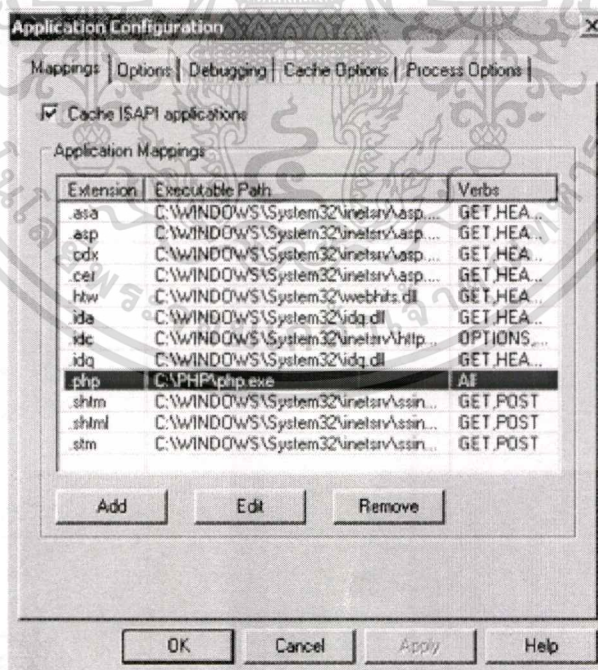 Application Configuration
Mappings Options Debugging Cache Options Process Options
Cache ISAPI applications
Application Mappings
Extension Executable Path Verbs
.asa C:\WINDOWS\System32\inetsrv\asp.... GET,HEA...
.asp C:\WINDOWS\System32\inetsrv\asp.... GET,HEA...
.cdx C:\WINDOWS\System32\inetsrv\asp.... GET,HEA...
.cer C:\WINDOWS\System32\inetsrv\asp.... GET,HEA...
.htw C:\WINDOWS\System32\webhits.dll GET,HEA...
.ida C:\WINDOWS\System32\idq.dll GET,HEA...
.idc C:\WINDOWS\System32\inetsrv\http... OPTIONS,...
.idq C:\WINDOWS\System32\idq.dll GET,HEA...
.php C:\PHP\php.exe All
.shtm C:\WINDOWS\System32\inetsrv\ssin... GET,POST
.shtml C:\WINDOWS\System32\inetsrv\ssin... GET,POST
.stm C:\WINDOWS\System32\inetsrv\ssin... GET,POST
Add Edit Remove
OK Cancel Apply Help